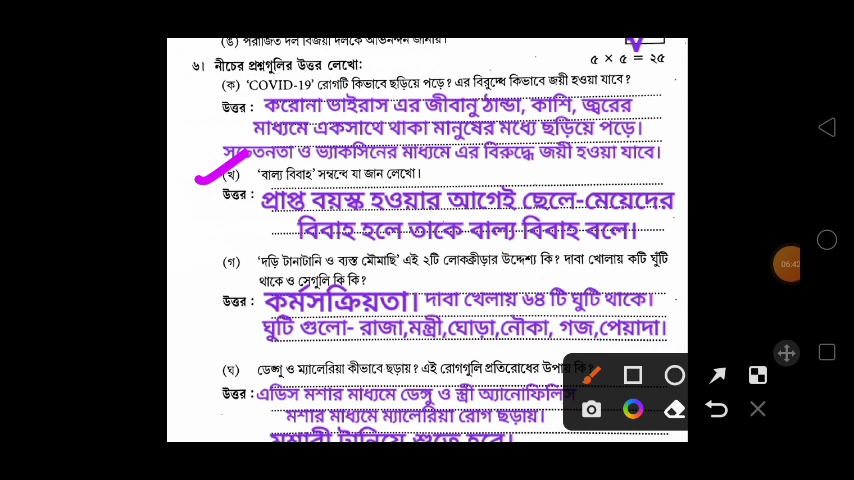 (ঙ) পরাজিত দল বিজয়ী দলকে অভিনন্দন জানায়।
৬। নীচের প্রশ্নগুলির উত্তর লেখো: ৫ × ৫ = ২৫
(ক) ‘COVID-19’ রোগটি কিভাবে ছড়িয়ে পড়ে? এর বিরুদ্ধে কিভাবে জয়ী হওয়া যাবে?
উত্তর : করোনা ভাইরাস এর জীবানু ঠান্ডা, কাশি, জ্বরের
মাধ্যমে একসাথে থাকা মানুষের মধ্যে ছড়িয়ে পড়ে।
সচেতনতা ও ভ্যাকসিনের মাধ্যমে এর বিরুদ্ধে জয়ী হওয়া যাবে।
(খ) ‘বাল্য বিবাহ’ সম্বন্ধে যা জান লেখো।
উত্তর : প্রাপ্ত বয়স্ক হওয়ার আগেই ছেলে-মেয়েদের
বিবাহ হলে তাকে বাল্য বিবাহ বলে।
(গ) ‘দড়ি টানাটানি ও ব্যস্ত মৌমাছি’ এই ২টি লোকক্রীড়ার উদ্দেশ্য কি? দাবা খোলায় কটি ঘুঁটি
থাকে ও সেগুলি কি কি?
উত্তর : কর্মসক্রিয়তা। দাবা খেলায় ৬৪ টি ঘুটি থাকে।
ঘুটি গুলো- রাজা,মন্ত্রী,ঘোড়া,নৌকা, গজ,পেয়াদা।
(ঘ) ডেঙ্গু ও ম্যালেরিয়া কীভাবে ছড়ায়? এই রোগগুলি প্রতিরোধের উপায় কি?
উত্তর : এডিস মশার মাধ্যমে ডেঙ্গু ও স্ত্রী অ্যানোফিলিস
মশার মাধ্যমে ম্যালেরিয়া রোগ ছড়ায়।
মশারী টানিয়ে শুতে হবে।
06:42